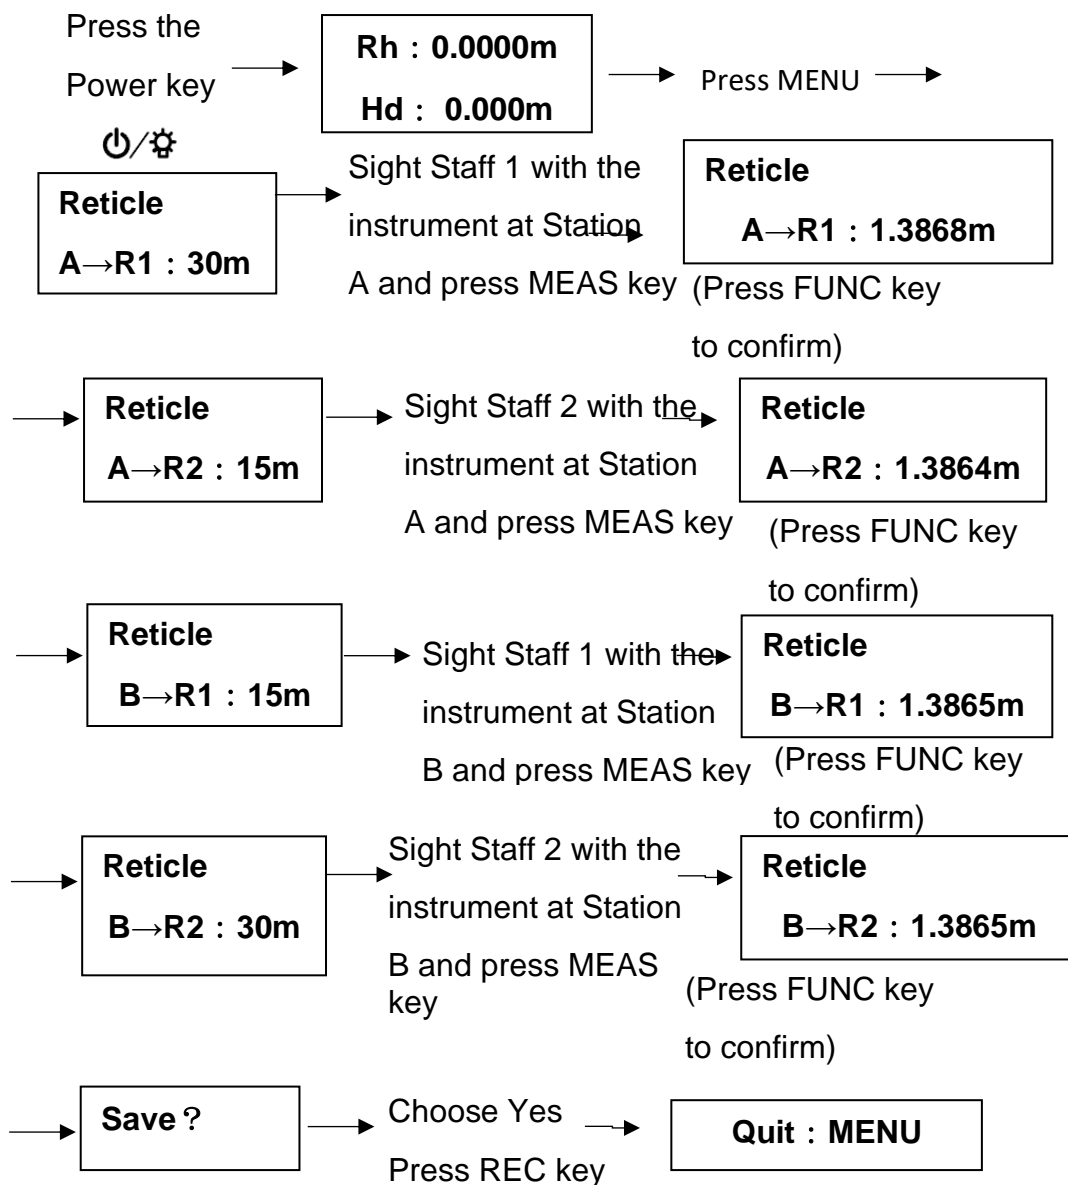 Press the
Power key
Rh：0.0000m
Hd： 0.000m
Press MENU
Reticle
A→R1：30m
Sight Staff 1 with the
instrument at Station
A and press MEAS key
Reticle
A→R1：1.3868m
(Press FUNC key
to confirm)
Reticle
A→R2：15m
Sight Staff 2 with the
instrument at Station
A and press MEAS key
Reticle
A→R2：1.3864m
(Press FUNC key
to confirm)
Reticle
B→R1：15m
Sight Staff 1 with the
instrument at Station
B and press MEAS key
Reticle
B→R1：1.3865m
(Press FUNC key
to confirm)
Reticle
B→R2：30m
Sight Staff 2 with the
instrument at Station
B and press MEAS
key
Reticle
B→R2：1.3865m
(Press FUNC key
to confirm)
Save？
Choose Yes
Press REC key
Quit：MENU